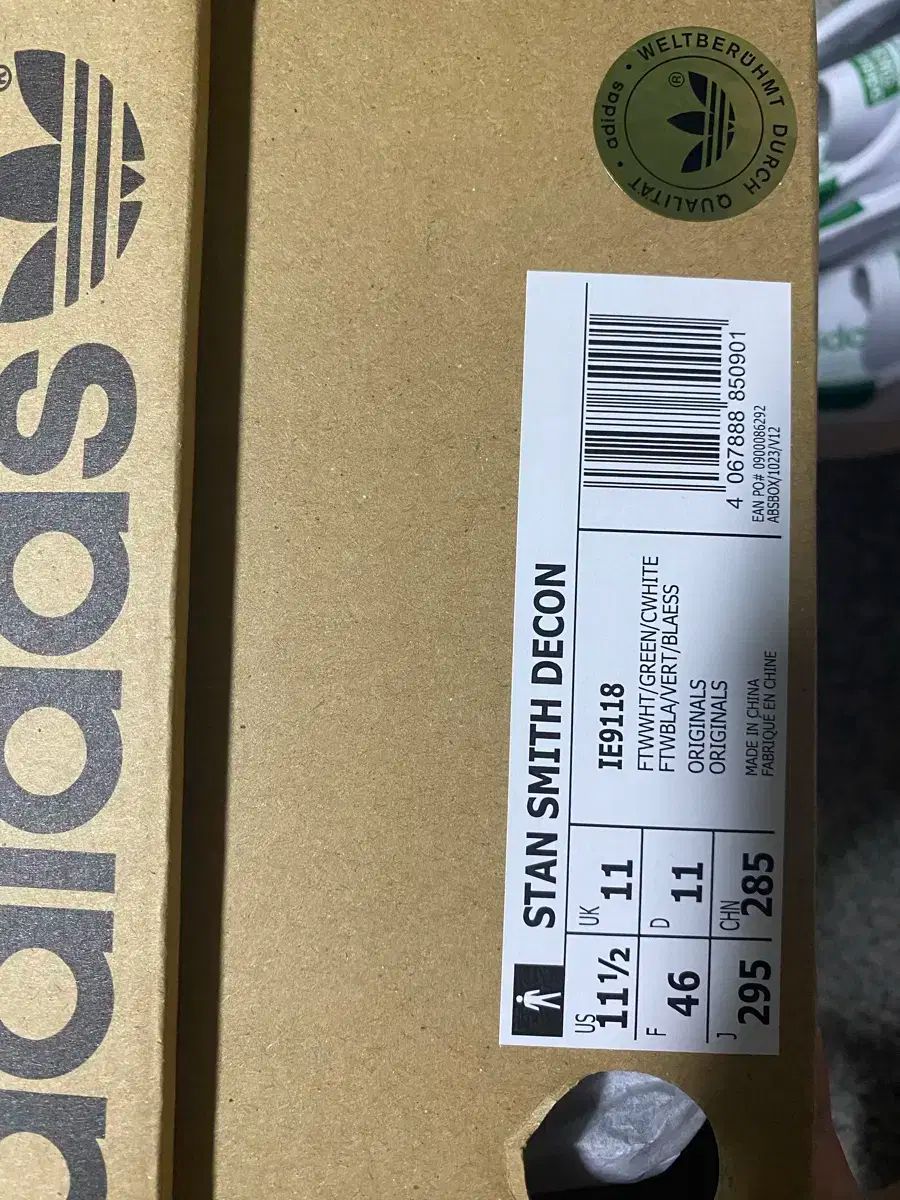 adidas
®
adidas • WELTBERÜHMT DURCH QUALITÄT •
®
STAN SMITH DECON
US
11½
UK
11
F
46
D
11
J
295
CHN
285
IE9118
FTWWHT/GREEN/CWHITE
FTWBLA/VERT/BLAESS
ORIGINALS
ORIGINALS
MADE IN CHINA
FABRIQUÉ EN CHINE
4 067888 850901
EAN PO# 0900086292
ABSBOX/1023/V12